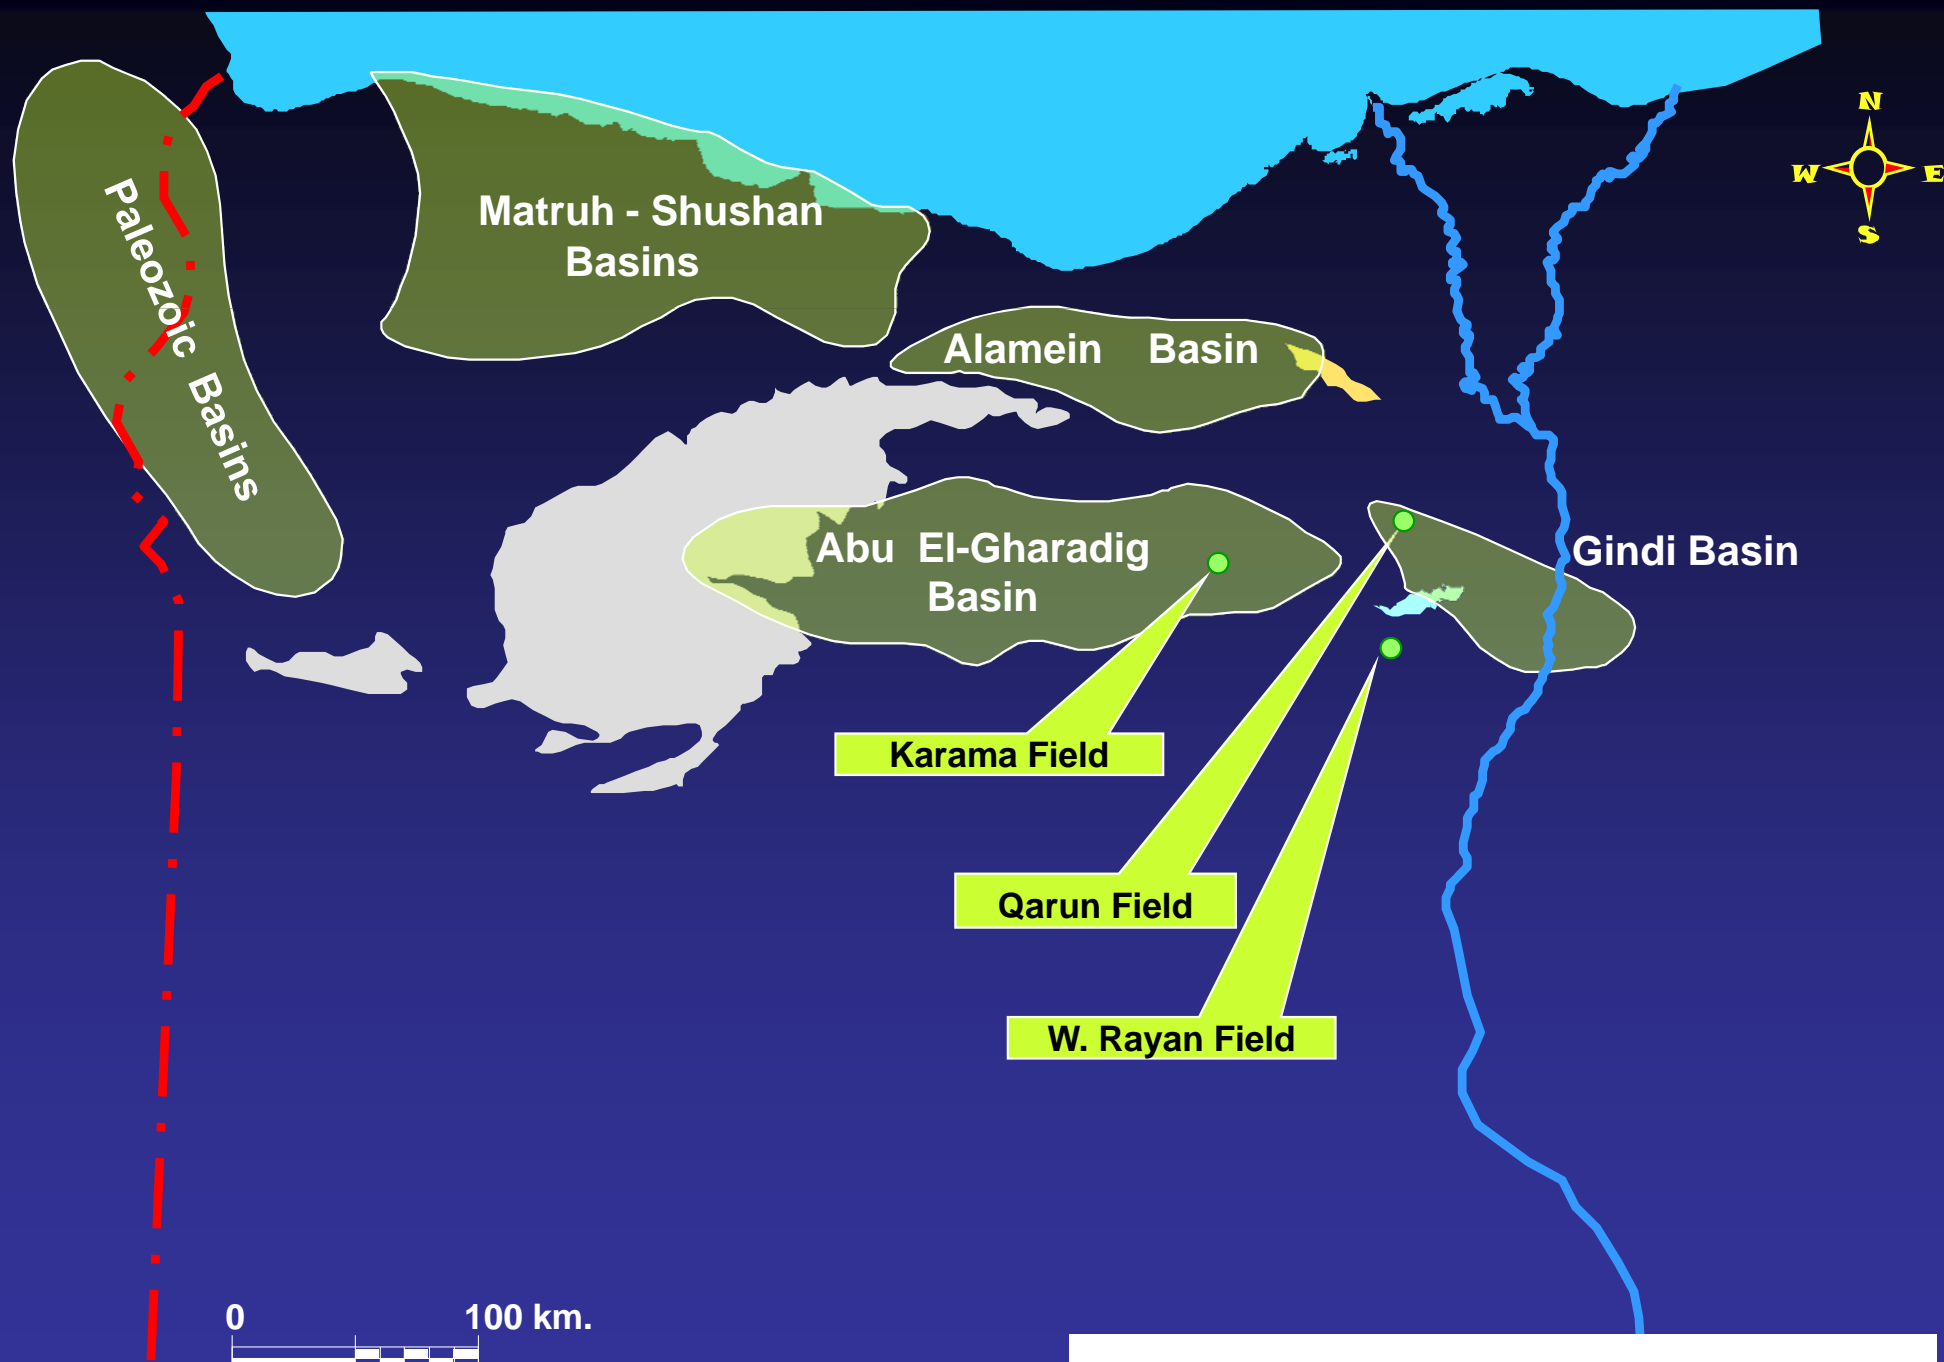 N
W E
S
Paleozoic Basins
Matruh - Shushan
Basins
Alamein Basin
Abu El-Gharadig
Basin
Gindi Basin
Karama Field
Qarun Field
W. Rayan Field
0 100 km.